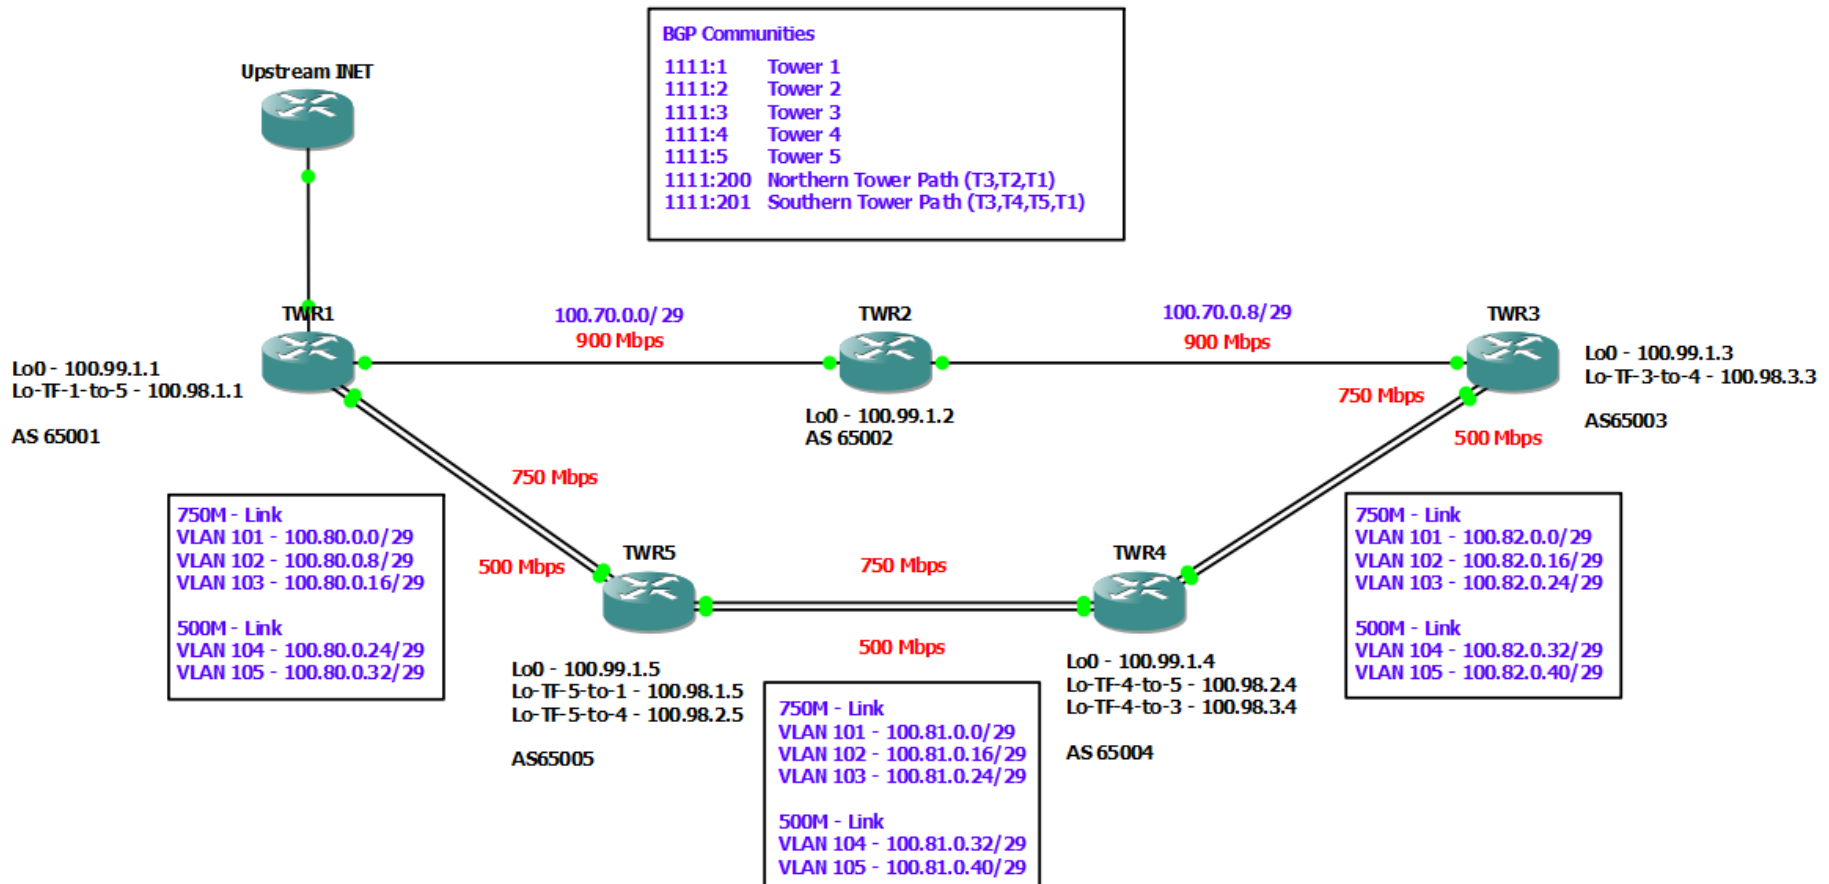 BGP Communities
1111:1 Tower 1
1111:2 Tower 2
1111:3 Tower 3
1111:4 Tower 4
1111:5 Tower 5
1111:200 Northern Tower Path (T3,T2,T1)
1111:201 Southern Tower Path (T3,T4,T5,T1)
Upstream INET
TWR1
100.70.0.0/29
900 Mbps
TWR2
100.70.0.8/29
900 Mbps
TWR3
Lo0 - 100.99.1.1
Lo-TF-1-to-5 - 100.98.1.1
AS 65001
Lo0 - 100.99.1.2
AS 65002
Lo0 - 100.99.1.3
Lo-TF-3-to-4 - 100.98.3.3
AS65003
750 Mbps
500 Mbps
750 Mbps
500 Mbps
750M - Link
VLAN 101 - 100.80.0.0/29
VLAN 102 - 100.80.0.8/29
VLAN 103 - 100.80.0.16/29
500M - Link
VLAN 104 - 100.80.0.24/29
VLAN 105 - 100.80.0.32/29
TWR5
750 Mbps
500 Mbps
TWR4
750M - Link
VLAN 101 - 100.82.0.0/29
VLAN 102 - 100.82.0.16/29
VLAN 103 - 100.82.0.24/29
500M - Link
VLAN 104 - 100.82.0.32/29
VLAN 105 - 100.82.0.40/29
Lo0 - 100.99.1.5
Lo-TF-5-to-1 - 100.98.1.5
Lo-TF-5-to-4 - 100.98.2.5
AS65005
750M - Link
VLAN 101 - 100.81.0.0/29
VLAN 102 - 100.81.0.16/29
VLAN 103 - 100.81.0.24/29
500M - Link
VLAN 104 - 100.81.0.32/29
VLAN 105 - 100.81.0.40/29
Lo0 - 100.99.1.4
Lo-TF-4-to-5 - 100.98.2.4
Lo-TF-4-to-3 - 100.98.3.4
AS 65004